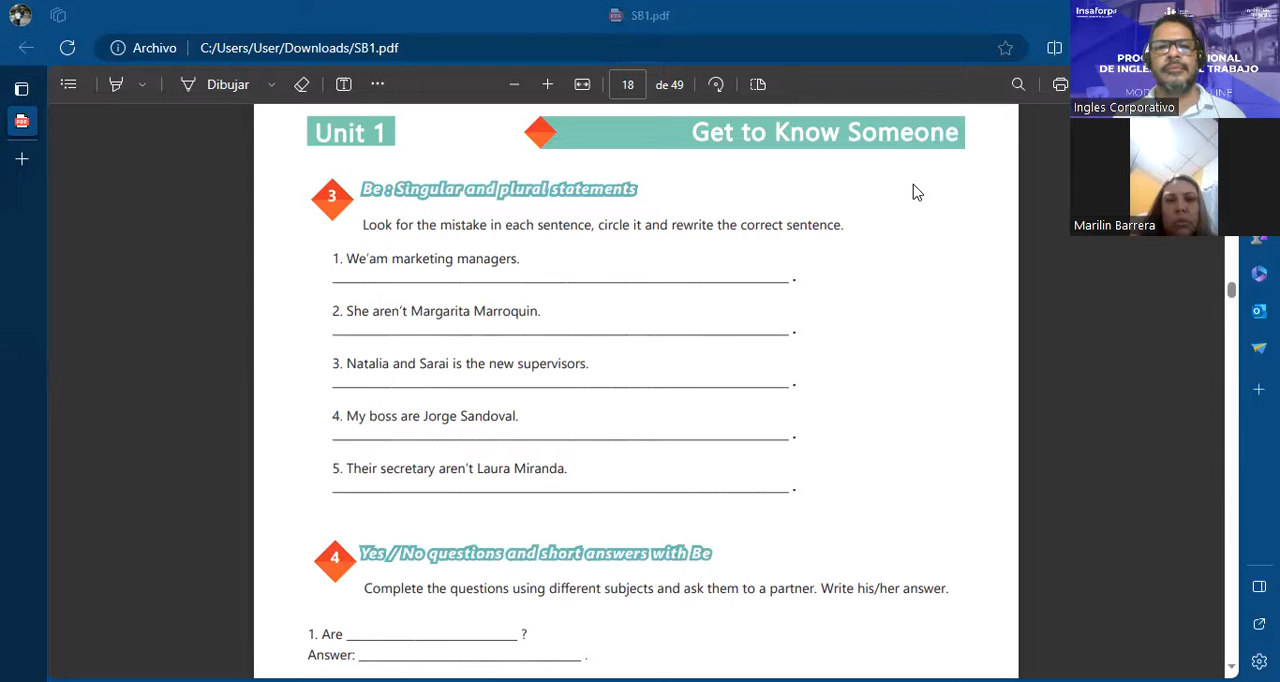 SB1.pdf
Archivo
C:/Users/User/Downloads/SB1.pdf
Dibujar
18
de 49
Unit 1
Get to Know Someone
3
Be : Singular and plural statements
Look for the mistake in each sentence, circle it and rewrite the correct sentence.
1. We'am marketing managers.
2. She aren't Margarita Marroquin.
3. Natalia and Sarai is the new supervisors.
4. My boss are Jorge Sandoval.
5. Their secretary aren't Laura Miranda.
4
Yes / No questions and short answers with Be
Complete the questions using different subjects and ask them to a partner. Write his/her answer.
1. Are ______________________ ?
Answer: _____________________________ .
Insaforp
DE INGL
TRABAJO
Ingles Corporativo
Marilin Barrera